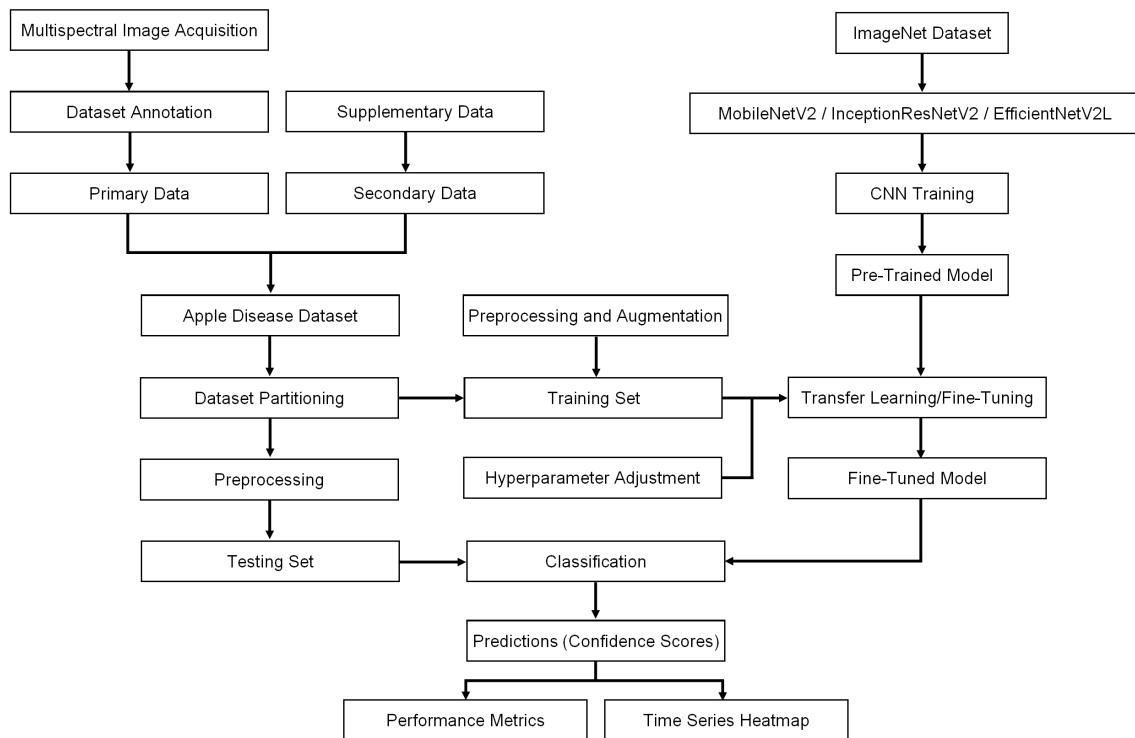 Multispectral Image Acquisition
ImageNet Dataset
Dataset Annotation
Supplementary Data
MobileNetV2 / InceptionResNetV2 / EfficientNetV2L
Primary Data
Secondary Data
CNN Training
Pre-Trained Model
Apple Disease Dataset
Preprocessing and Augmentation
Dataset Partitioning
Training Set
Transfer Learning/Fine-Tuning
Preprocessing
Hyperparameter Adjustment
Fine-Tuned Model
Testing Set
Classification
Predictions (Confidence Scores)
Performance Metrics
Time Series Heatmap